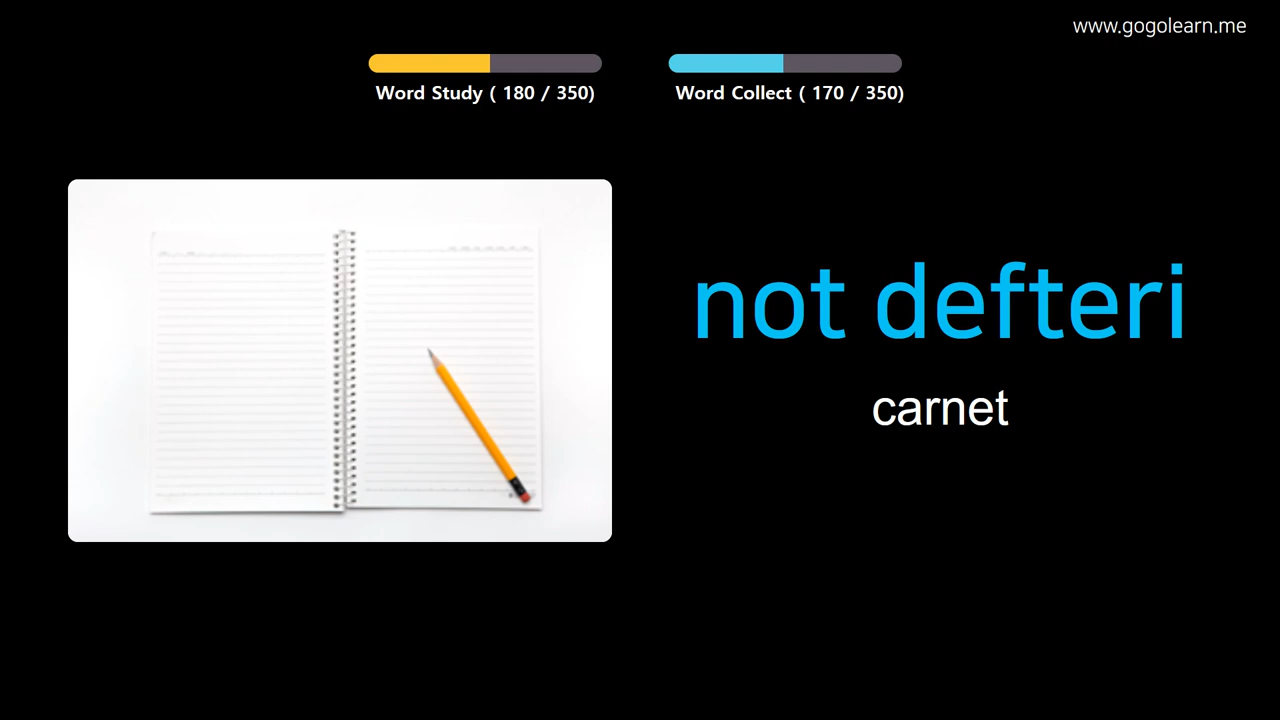 www.gogolearn.me
Word Study ( 180 / 350)
Word Collect ( 170 / 350)
not defteri
carnet